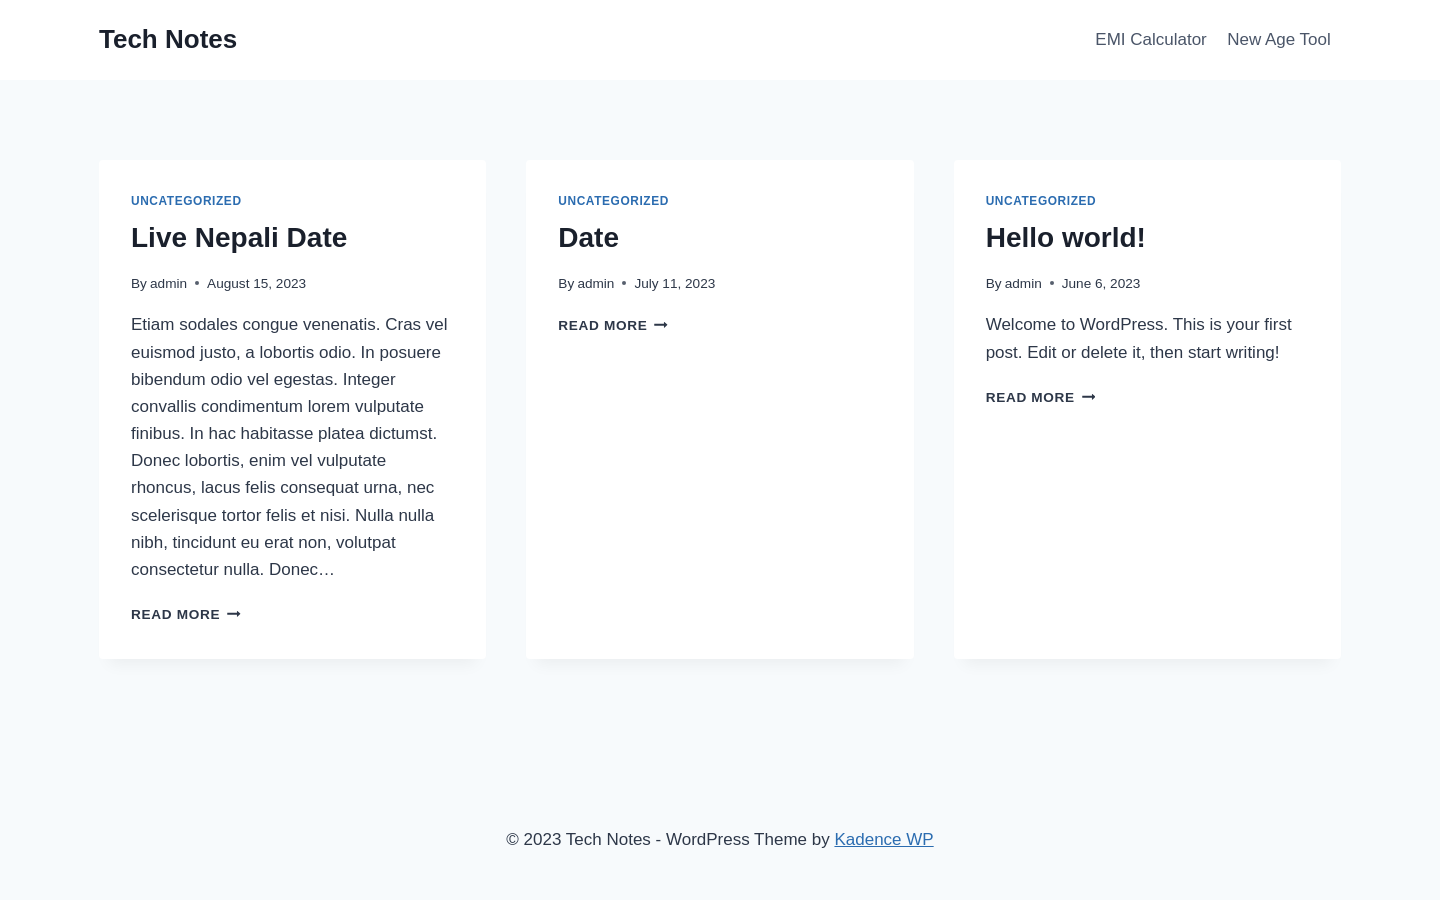 Tech Notes
EMI Calculator New Age Tool
UNCATEGORIZED
Live Nepali Date
By admin • August 15, 2023
Etiam sodales congue venenatis. Cras vel
euismod justo, a lobortis odio. In posuere
bibendum odio vel egestas. Integer
convallis condimentum lorem vulputate
finibus. In hac habitasse platea dictumst.
Donec lobortis, enim vel vulputate
rhoncus, lacus felis consequat urna, nec
scelerisque tortor felis et nisi. Nulla nulla
nibh, tincidunt eu erat non, volutpat
consectetur nulla. Donec…
READ MORE
UNCATEGORIZED
Date
By admin • July 11, 2023
READ MORE
UNCATEGORIZED
Hello world!
By admin • June 6, 2023
Welcome to WordPress. This is your first
post. Edit or delete it, then start writing!
READ MORE
© 2023 Tech Notes - WordPress Theme by Kadence WP